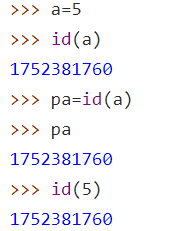 >>> a=5
>>> id(a)
1752381760
>>> pa=id(a)
>>> pa
1752381760
>>> id(5)
1752381760